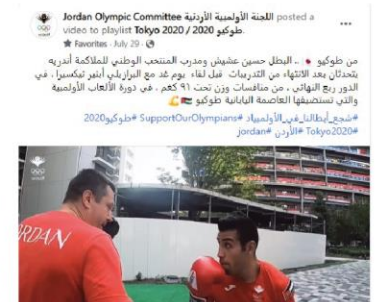 Jordan Olympic Committee اللجنة الأولمبية الأردنية posted a
video to playlist Tokyo 2020 / 2020 طوكيو.
Favorites · July 29 ·
من طوكيو .. البطل حسين عشيش ومدرب المنتخب الوطني للملاكمة أندريه
يتحدثان بعد الانتهاء من التدريبات قبل لقاء يوم غد مع البرازيلي أبنير تيكسيرا ، في
الدور ربع النهائي ، من منافسات وزن تحت ٩١ كغم ، في دورة الألعاب الأولمبية
والتي تستضيفها العاصمة اليابانية طوكيو
#شجع_أبطالنا_في_الأولمبياد #SupportOurOlympians #طوكيو2020
#Tokyo2020 #الأردن #jordan
RDAN